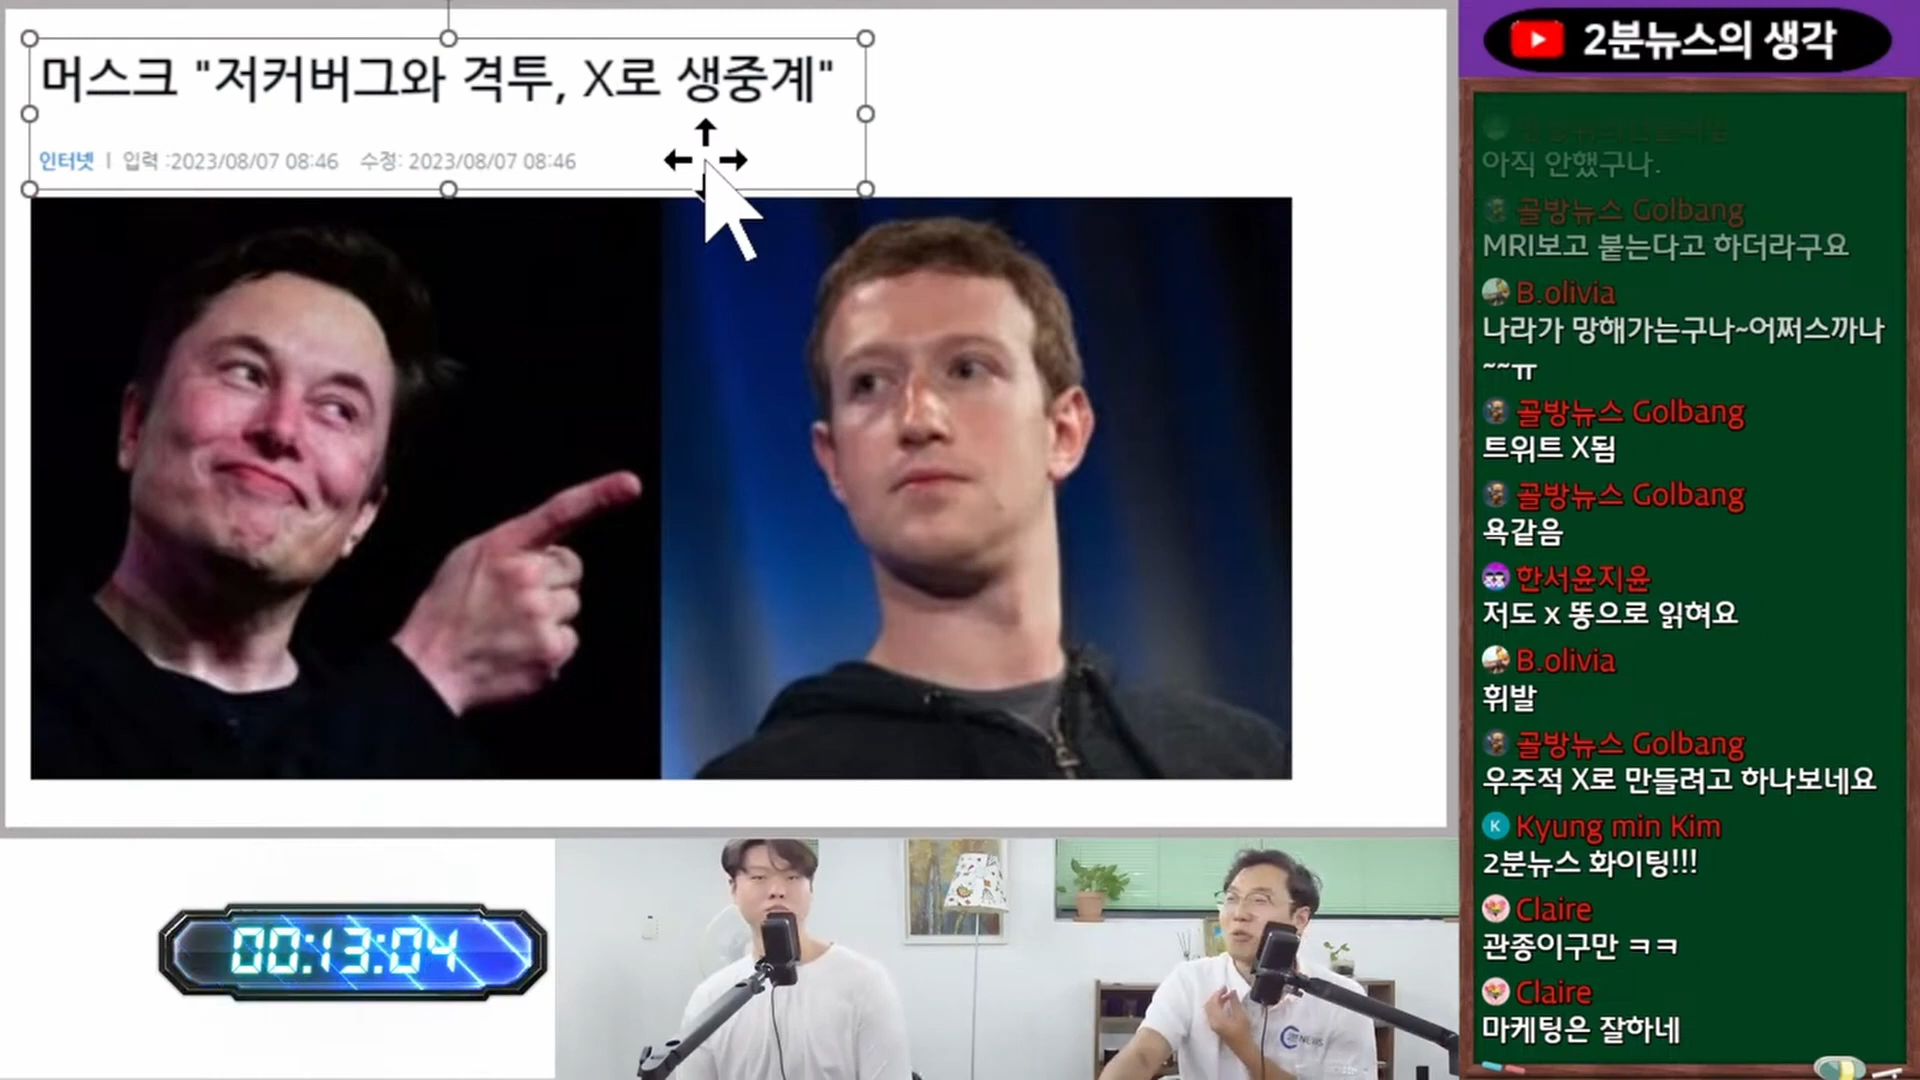 머스크 "저커버그와 격투, X로 생중계"
인터넷 | 입력 :2023/08/07 08:46 수정: 2023/08/07 08:46
00:13:04
NEWS
2분뉴스의 생각
아직 안했구나.
골방뉴스 Golbang
MRI보고 붙는다고 하더라구요
B.olivia
나라가 망해가는구나~어쩌스까나
~~ㅠ
골방뉴스 Golbang
트위트 X됨
골방뉴스 Golbang
욕같음
한서윤지윤
저도 x 똥으로 읽혀요
B.olivia
휘발
골방뉴스 Golbang
우주적 X로 만들려고 하나보네요
K Kyung min Kim
2분뉴스 화이팅!!!
Claire
관종이구만 ㅋㅋ
Claire
마케팅은 잘하네